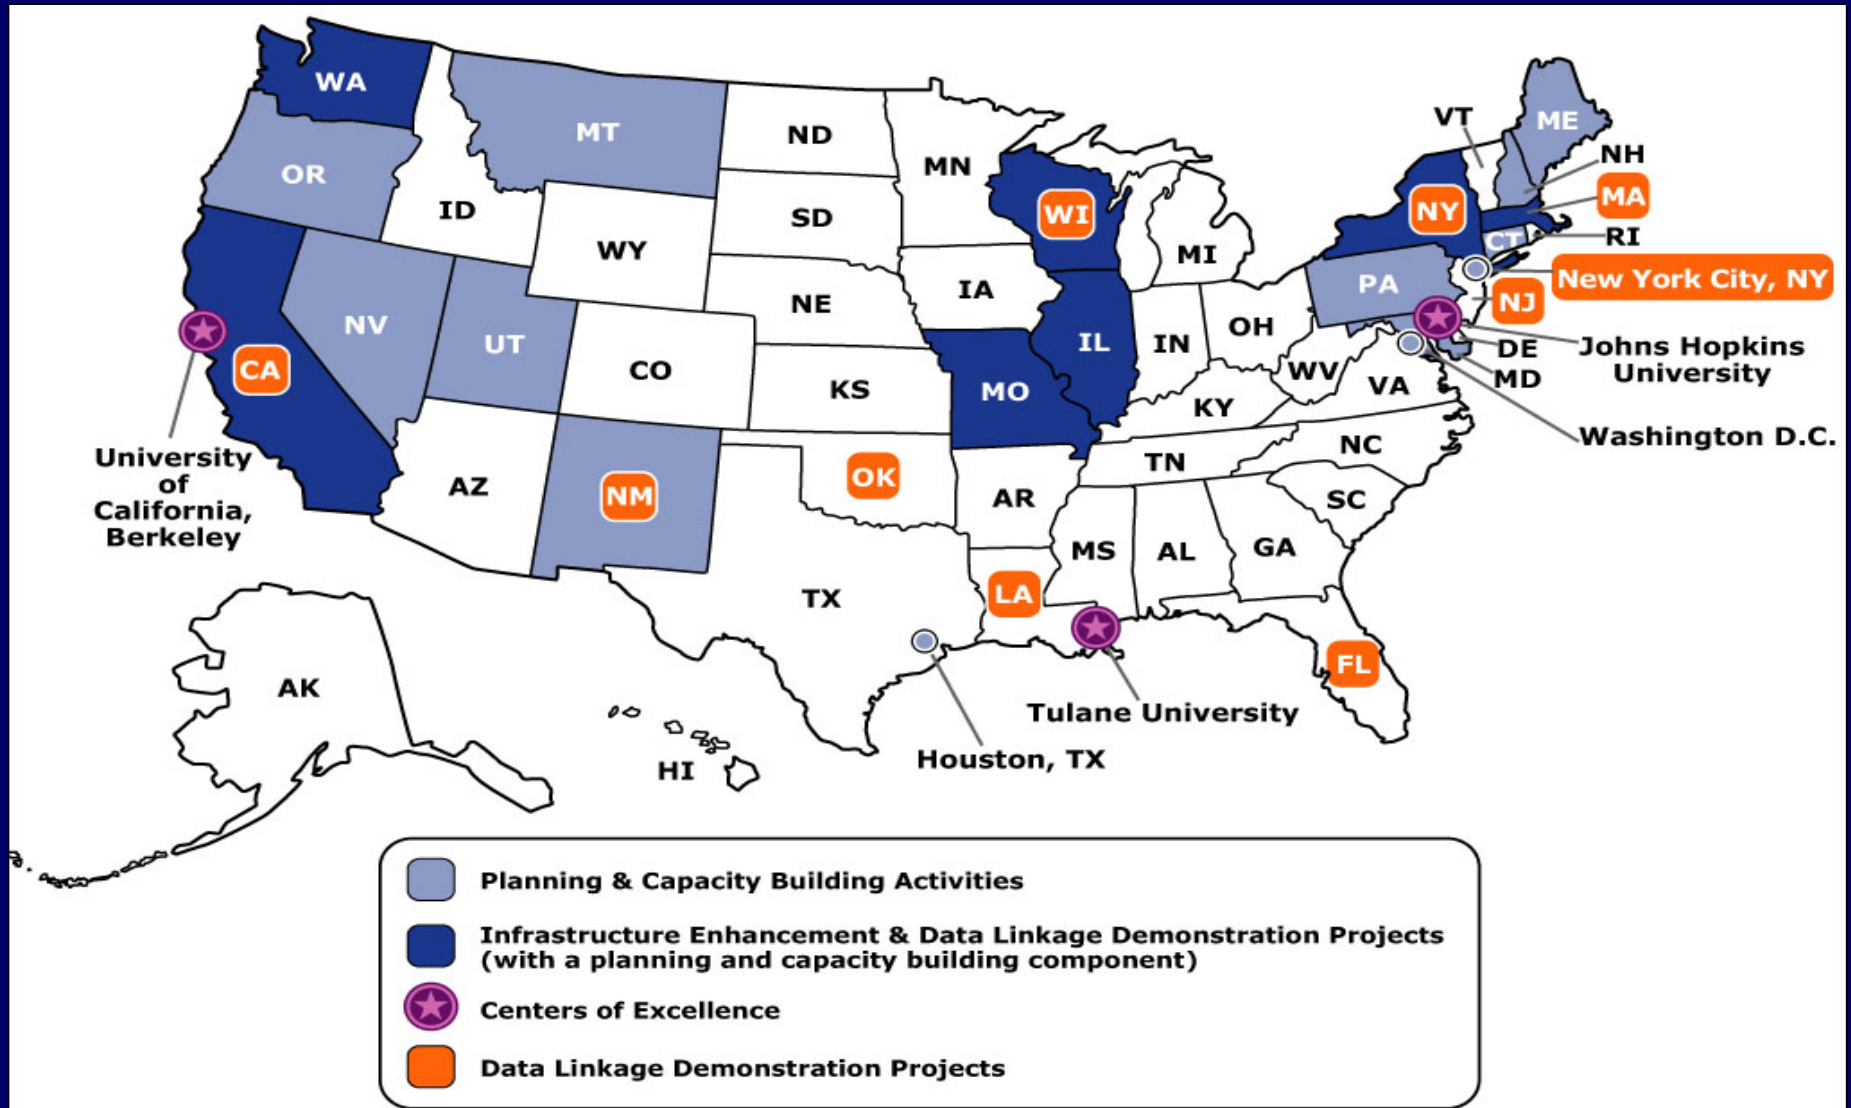 WA
MT
ND
MN
VT
ME
OR
ID
SD
WI
NY
NH
MA
WY
MI
CT
RI
NV
UT
NE
IA
PA
New York City, NY
NJ
CA
CO
KS
MO
IL
IN
OH
WV
VA
DE
MD
Johns Hopkins
University
KY
Washington D.C.
University
of
California,
Berkeley
AZ
NM
OK
AR
TN
NC
SC
MS
AL
GA
TX
LA
FL
AK
HI
Tulane University
Houston, TX
Planning & Capacity Building Activities
Infrastructure Enhancement & Data Linkage Demonstration Projects
(with a planning and capacity building component)
Centers of Excellence
Data Linkage Demonstration Projects